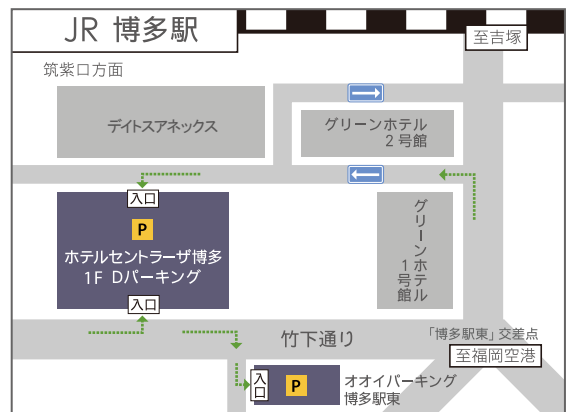 JR 博多駅
至吉塚
筑紫口方面
デイトスアネックス
グリーンホテル
2号館
入口
P
ホテルセントラーザ博多
1F Dパーキング
入口
グリーンホテル
1号館
竹下通り
「博多駅東」交差点
至福岡空港
入口
P
オオイパーキング
博多駅東